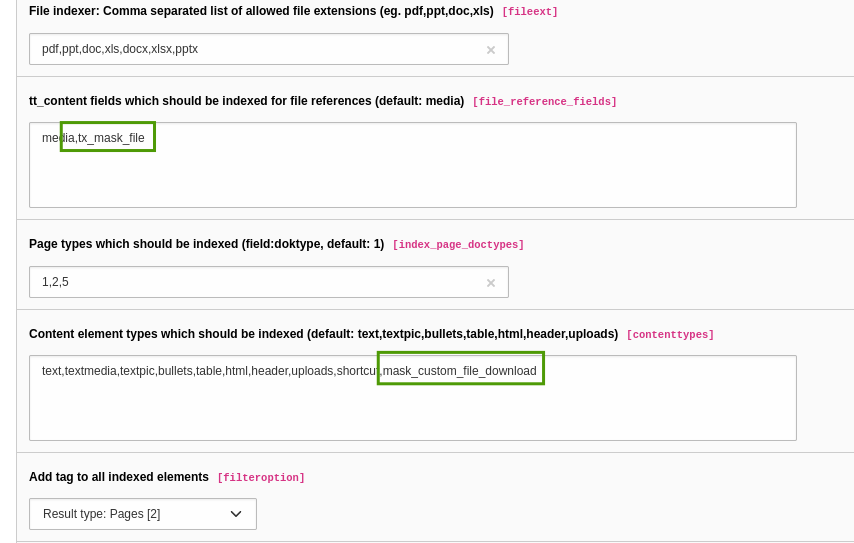 File indexer: Comma separated list of allowed file extensions (eg. pdf,ppt,doc,xls) [fileext]
pdf,ppt,doc,xls,docx,xlsx,pptx
tt_content fields which should be indexed for file references (default: media) [file_reference_fields]
media,tx_mask_file
Page types which should be indexed (field:doktype, default: 1) [index_page_doctypes]
1,2,5
Content element types which should be indexed (default: text,textpic,bullets,table,html,header,uploads) [contenttypes]
text,textmedia,textpic,bullets,table,html,header,uploads,shortcut,mask_custom_file_download
Add tag to all indexed elements [filteroption]
Result type: Pages [2]